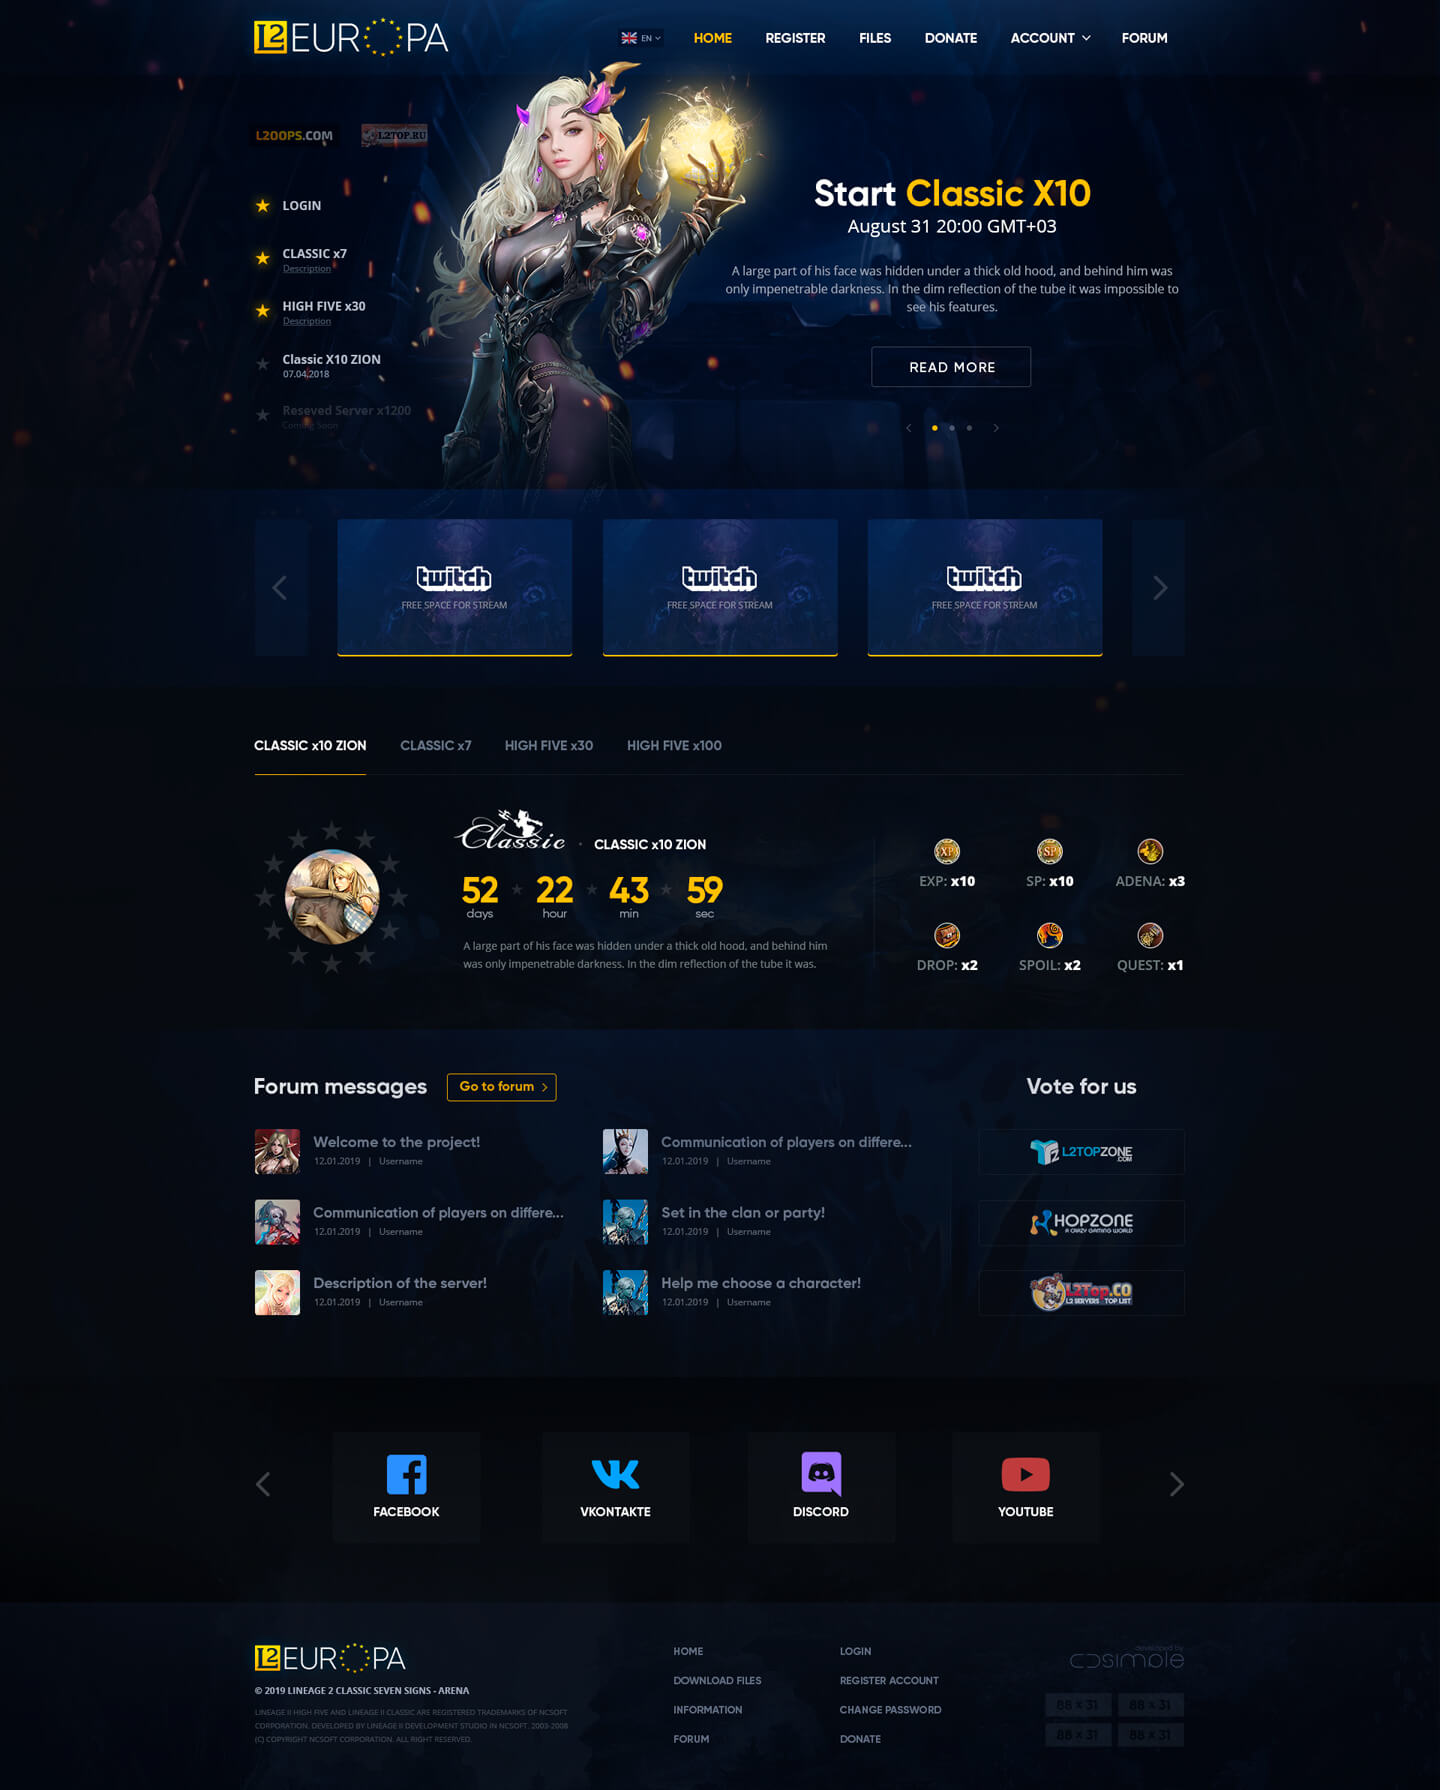 L2EUROPA
EN
HOME
REGISTER
FILES
DONATE
ACCOUNT
FORUM
L2OOPS.COM
L2TOP.RU
LOGIN
CLASSIC x7
Description
HIGH FIVE x30
Description
Classic X10 ZION
07.04.2018
Reseved Server x1200
Coming Soon
Start Classic X10
August 31 20:00 GMT+03
A large part of his face was hidden under a thick old hood, and behind him was
only impenetrable darkness. In the dim reflection of the tube it was impossible to
see his features.
READ MORE
twitch
FREE SPACE FOR STREAM
twitch
FREE SPACE FOR STREAM
twitch
FREE SPACE FOR STREAM
CLASSIC x10 ZION
CLASSIC x7
HIGH FIVE x30
HIGH FIVE x100
Classic
CLASSIC x10 ZION
52 22 43 59
days hour min sec
A large part of his face was hidden under a thick old hood, and behind him
was only impenetrable darkness. In the dim reflection of the tube it was.
XP
SP
EXP: x10
SP: x10
ADENA: x3
DROP: x2
SPOIL: x2
QUEST: x1
Forum messages
Go to forum
Welcome to the project!
12.01.2019 | Username
Communication of players on differe...
12.01.2019 | Username
Communication of players on differe...
12.01.2019 | Username
Set in the clan or party!
12.01.2019 | Username
Description of the server!
12.01.2019 | Username
Help me choose a character!
12.01.2019 | Username
Vote for us
L2TOPZONE
.COM
HOPZONE
A CRAZY GAMING WORLD
L2Top.CO
L2 SERVERS TOP LIST
FACEBOOK
VKONTAKTE
DISCORD
YOUTUBE
L2EUROPA
© 2019 LINEAGE 2 CLASSIC SEVEN SIGNS - ARENA
LINEAGE II HIGH FIVE AND LINEAGE II CLASSIC ARE REGISTERED TRADEMARKS OF NCSOFT
CORPORATION. DEVELOPED BY LINEAGE II DEVELOPMENT STUDIO IN NCSOFT. 2003-2008
(C) COPYRIGHT NCSOFT CORPORATION. ALL RIGHT RESERVED.
HOME
DOWNLOAD FILES
INFORMATION
FORUM
LOGIN
REGISTER ACCOUNT
CHANGE PASSWORD
DONATE
developed by
simple
88 x 31
88 x 31
88 x 31
88 x 31